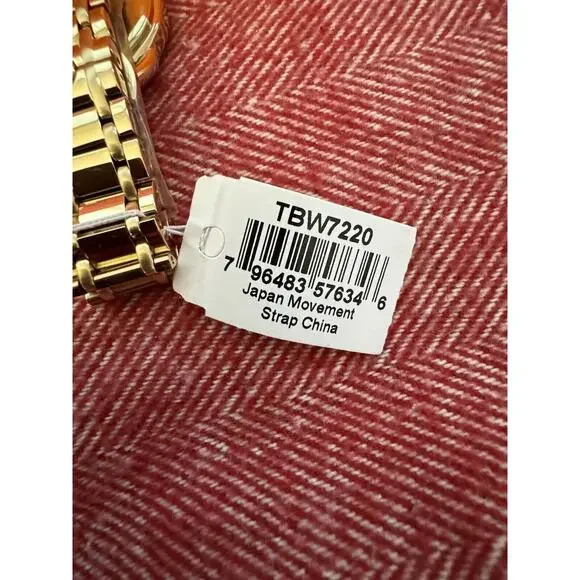 TBW7220
7 96483 57634 6
Japan Movement
Strap China